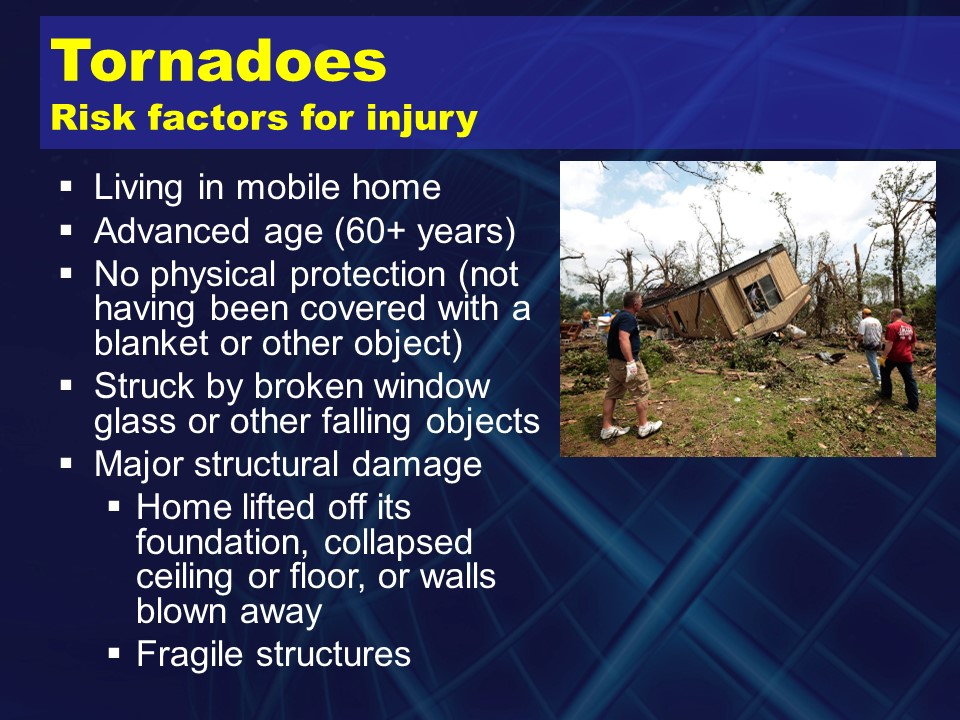 Tornadoes
Risk factors for injury
▪ Living in mobile home
▪ Advanced age (60+ years)
▪ No physical protection (not
having been covered with a
blanket or other object)
▪ Struck by broken window
glass or other falling objects
▪ Major structural damage
▪ Home lifted off its
foundation, collapsed
ceiling or floor, or walls
blown away
▪ Fragile structures